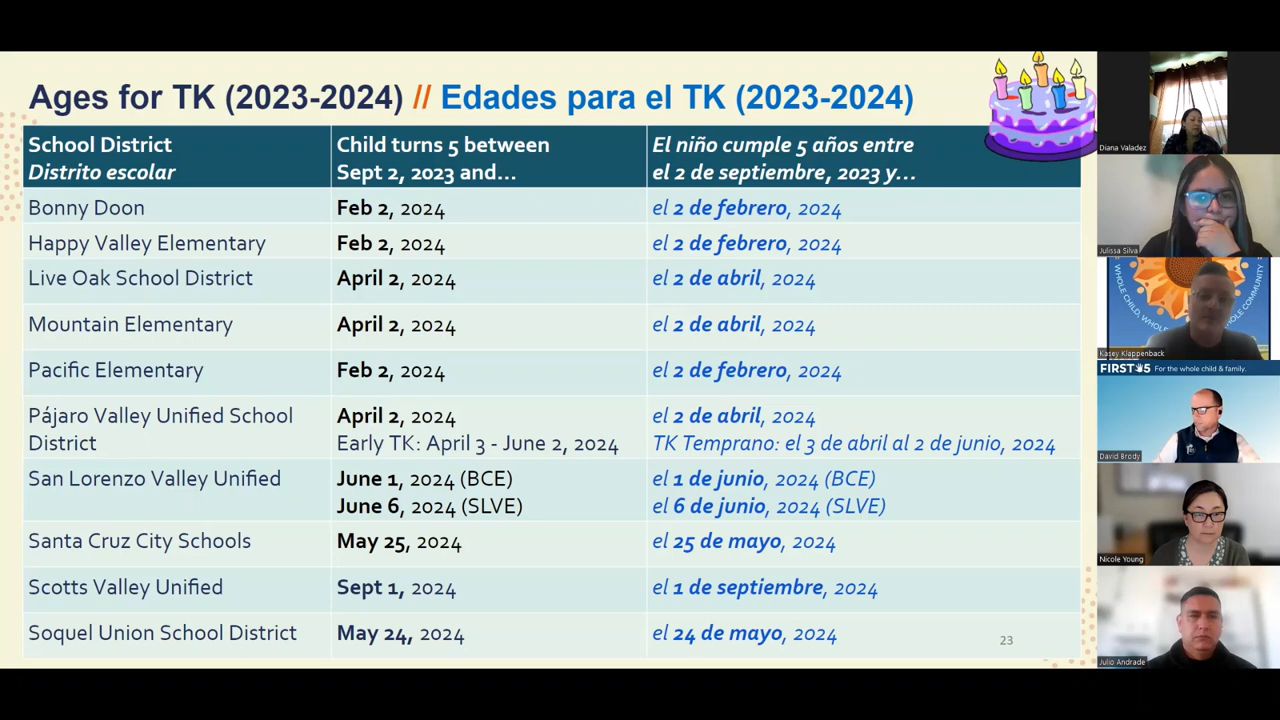 Ages for TK (2023-2024) // Edades para el TK (2023-2024)
School District
Distrito escolar
Child turns 5 between
Sept 2, 2023 and...
El niño cumple 5 años entre
el 2 de septiembre, 2023 y...
Bonny Doon
Feb 2, 2024
el 2 de febrero, 2024
Happy Valley Elementary
Feb 2, 2024
el 2 de febrero, 2024
Live Oak School District
April 2, 2024
el 2 de abril, 2024
Mountain Elementary
April 2, 2024
el 2 de abril, 2024
Pacific Elementary
Feb 2, 2024
el 2 de febrero, 2024
Pájaro Valley Unified School
District
April 2, 2024
Early TK: April 3 - June 2, 2024
el 2 de abril, 2024
TK Temprano: el 3 de abril al 2 de junio, 2024
San Lorenzo Valley Unified
June 1, 2024 (BCE)
June 6, 2024 (SLVE)
el 1 de junio, 2024 (BCE)
el 6 de junio, 2024 (SLVE)
Santa Cruz City Schools
May 25, 2024
el 25 de mayo, 2024
Scotts Valley Unified
Sept 1, 2024
el 1 de septiembre, 2024
Soquel Union School District
May 24, 2024
el 24 de mayo, 2024
23
Diana Valadez
Julissa Silva
WHOLE CHILD, WHOLE COMMUNITY
Kasey Klappenback
FIRST 5 For the whole child & family.
David Brody
Nicole Young
Julio Andrade